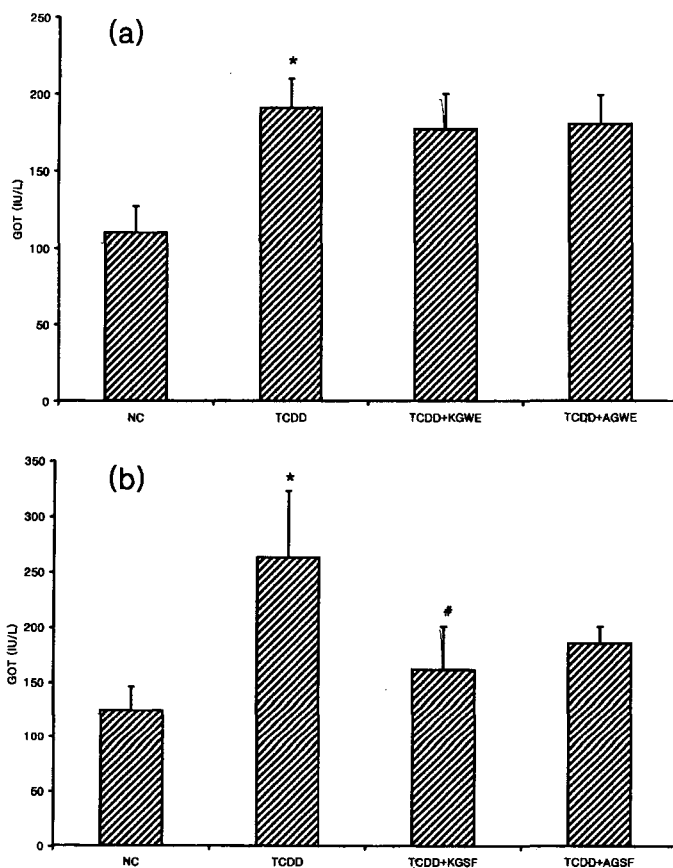 (a)
*
250
200
150
100
50
0
GOT (IU/L)
NC TCDD TCDD+KGWE TCDD+AGWE
(b)
*
#
350
300
250
200
150
100
50
0
GOT (IU/L)
NC TCDD TCDD+KGSF TCDD+AGSF